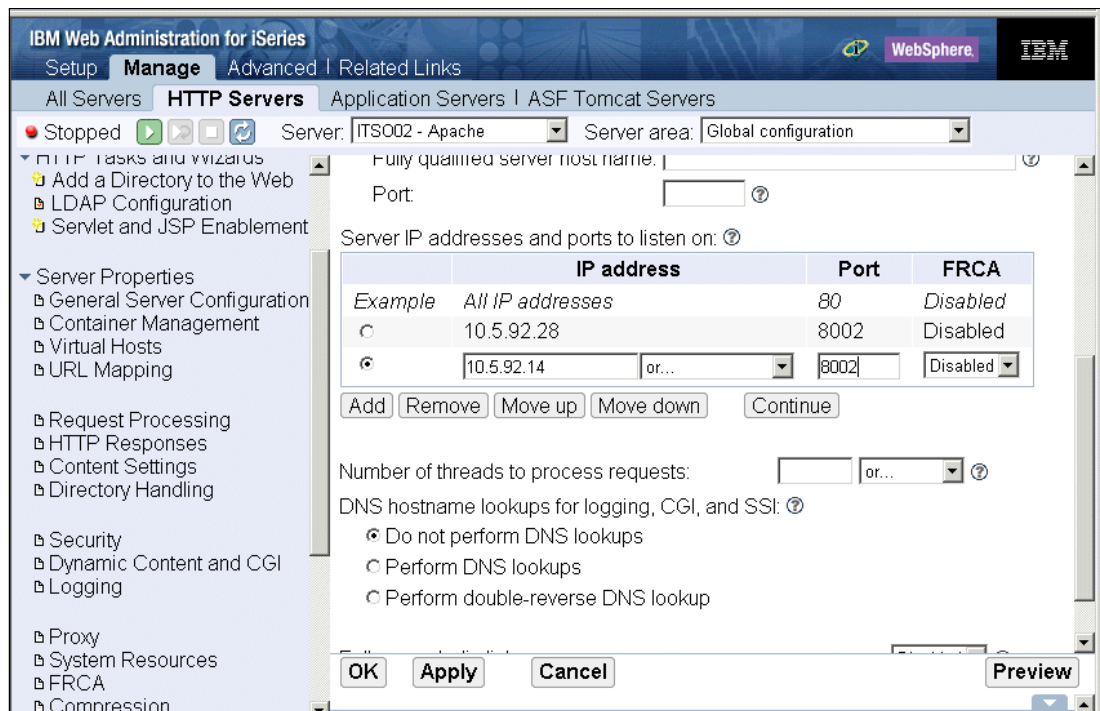 IBM Web Administration for iSeries
WebSphere.
IBM
Setup Manage Advanced | Related Links
All Servers HTTP Servers Application Servers | ASF Tomcat Servers
Stopped Server: ITSO02 - Apache Server area: Global configuration
HTTP Tasks and Wizards
Add a Directory to the Web
LDAP Configuration
Servlet and JSP Enablement
Server Properties
General Server Configuration
Container Management
Virtual Hosts
URL Mapping
Request Processing
HTTP Responses
Content Settings
Directory Handling
Security
Dynamic Content and CGI
Logging
Proxy
System Resources
FRCA
Compression
Fully qualified server host name:
Port:
Server IP addresses and ports to listen on:
IP address Port FRCA
Example All IP addresses 80 Disabled
10.5.92.28 8002 Disabled
10.5.92.14 or... 8002 Disabled
Add Remove Move up Move down Continue
Number of threads to process requests: or...
DNS hostname lookups for logging, CGI, and SSI:
Do not perform DNS lookups
Perform DNS lookups
Perform double-reverse DNS lookup
OK Apply Cancel Preview